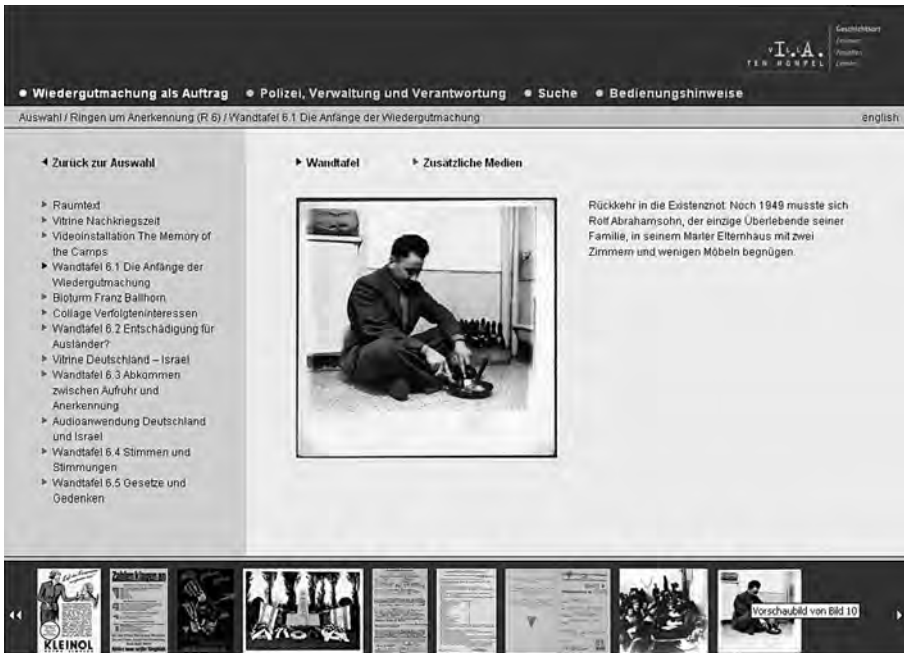 Geschichtsort
V I L L A
TEN HOMPEL
Wiedergutmachung als Auftrag
Polizei, Verwaltung und Verantwortung
Suche
Bedienungshinweise
Auswahl / Ringen um Anerkennung (R 6) / Wandtafel 6.1 Die Anfänge der Wiedergutmachung
english
Zurück zur Auswahl
Wandtafel
Zusätzliche Medien
Raumtext
Vitrine Nachkriegszeit
Videoinstallation The Memory of
the Camps
Wandtafel 6.1 Die Anfänge der
Wiedergutmachung
Bioturm Franz Ballhorn
Collage Verfolgteninteressen
Wandtafel 6.2 Entschädigung für
Ausländer?
Vitrine Deutschland – Israel
Wandtafel 6.3 Abkommen
zwischen Aufruhr und
Anerkennung
Audioanwendung Deutschland
und Israel
Wandtafel 6.4 Stimmen und
Stimmungen
Wandtafel 6.5 Gesetze und
Gedenken
Rückkehr in die Existenznot: Noch 1949 musste sich
Rolf Abrahamsohn, der einzige Überlebende seiner
Familie, in seinem Marler Elternhaus mit zwei
Zimmern und wenigen Möbeln begnügen.
KLEINOL
Vorschaubild von Bild 10